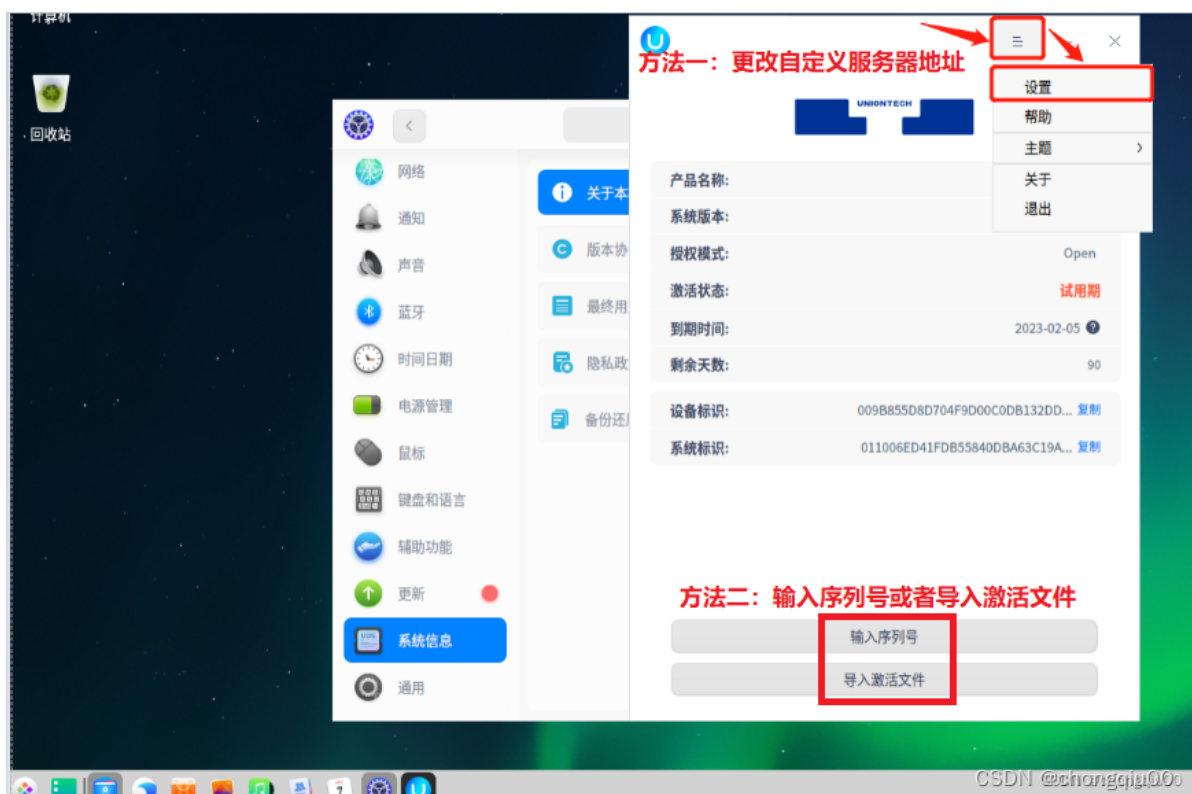 计算机
回收站
网络
通知
声音
蓝牙
时间日期
电源管理
鼠标
键盘和语言
辅助功能
更新
系统信息
通用
关于本
版本协
最终用
隐私政
备份还
方法一：更改自定义服务器地址
UNIONTECH
设置
帮助
主题
关于
退出
产品名称:
系统版本:
授权模式: Open
激活状态: 试用期
到期时间: 2023-02-05
剩余天数: 90
设备标识: 009B855D8D704F9D00C0DB132DD... 复制
系统标识: 011006ED41FDB55840DBA63C19A... 复制
方法二：输入序列号或者导入激活文件
输入序列号
导入激活文件
7
CSDN @chongqiu00